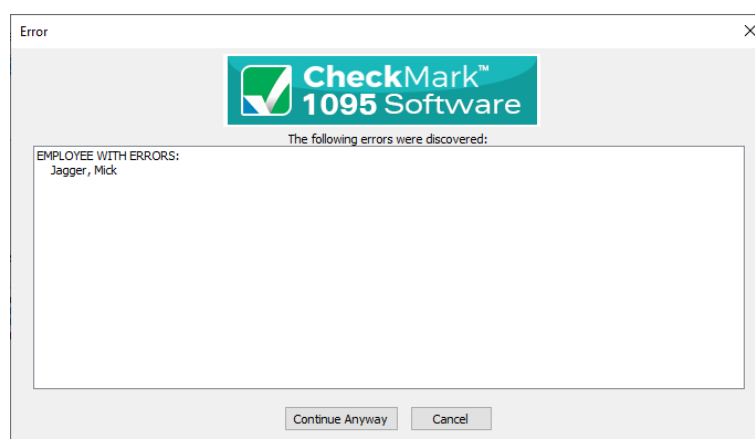 Error
CheckMark™
1095 Software
The following errors were discovered:
EMPLOYEE WITH ERRORS:
Jagger, Mick
Continue Anyway
Cancel